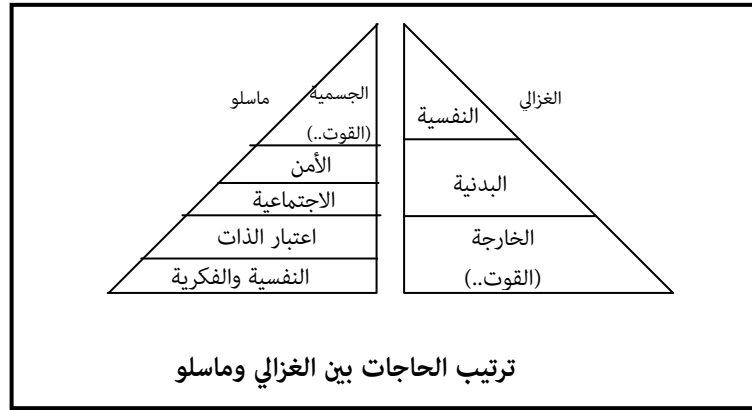 الغزالي
النفسية
البدنية
الخارجة
(القوت..)
ماسلو
الجسمية
(القوت..)
الأمن
الاجتماعية
اعتبار الذات
النفسية والفكرية
ترتيب الحاجات بين الغزالي وماسلو